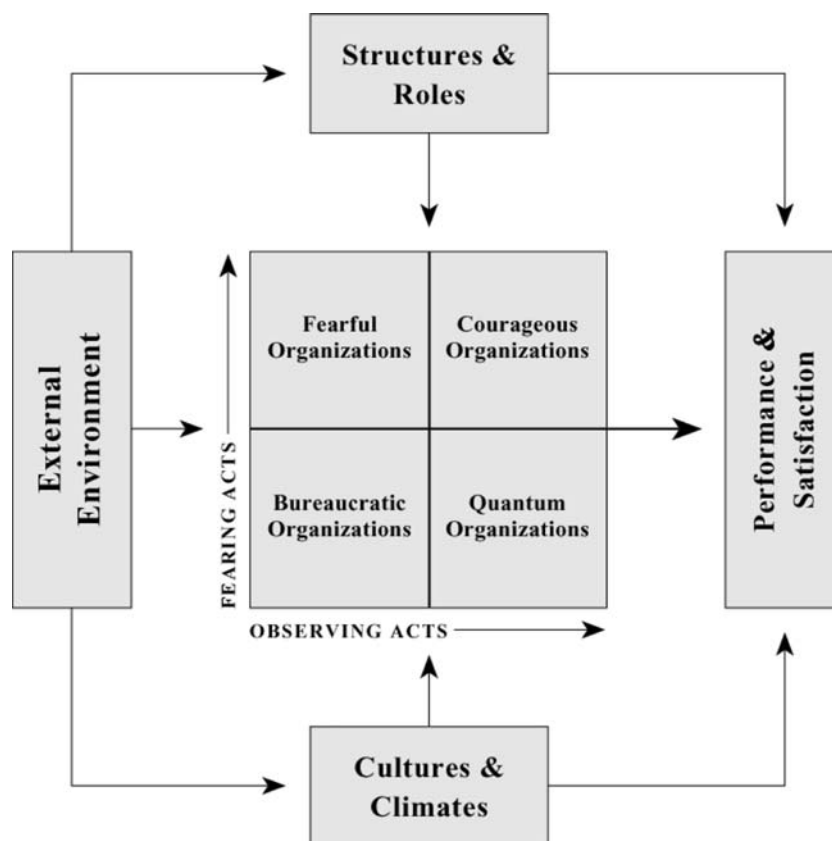 Structures &
Roles
External
Environment
FEARING ACTS
Fearful
Organizations
Courageous
Organizations
Bureaucratic
Organizations
Quantum
Organizations
OBSERVING ACTS
Performance &
Satisfaction
Cultures &
Climates